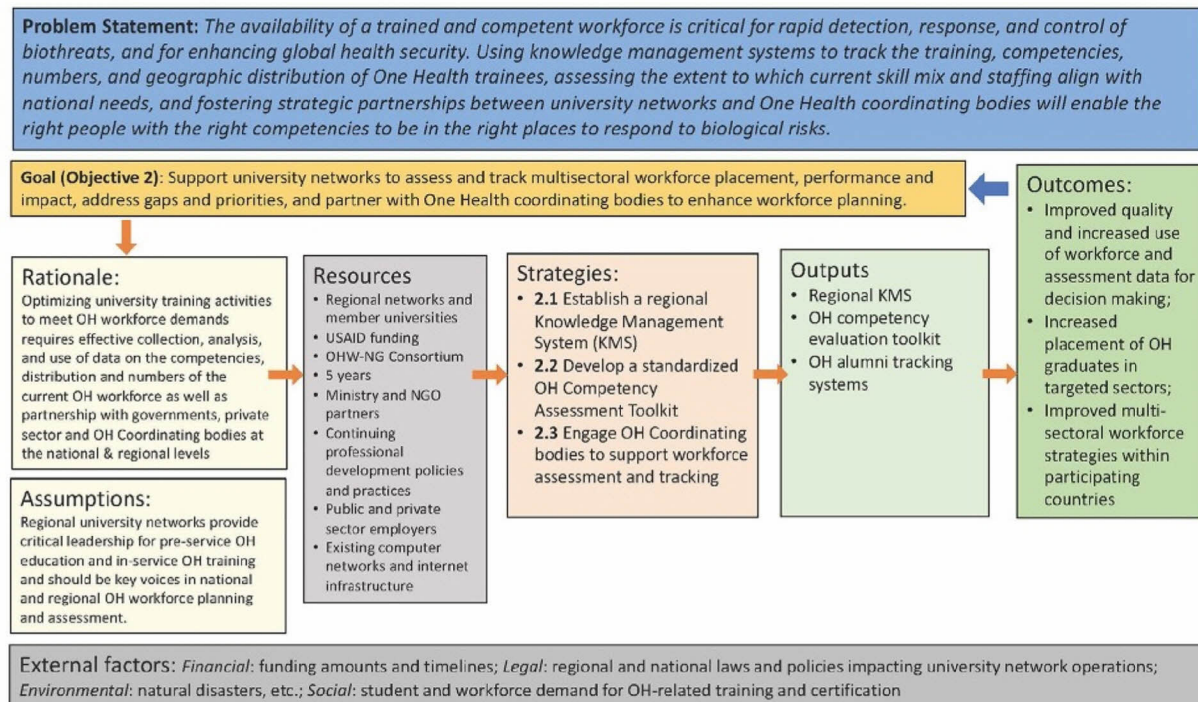 Problem Statement: The availability of a trained and competent workforce is critical for rapid detection, response, and control of
biothreats, and for enhancing global health security. Using knowledge management systems to track the training, competencies,
numbers, and geographic distribution of One Health trainees, assessing the extent to which current skill mix and staffing align with
national needs, and fostering strategic partnerships between university networks and One Health coordinating bodies will enable the
right people with the right competencies to be in the right places to respond to biological risks.
Goal (Objective 2): Support university networks to assess and track multisectoral workforce placement, performance and
impact, address gaps and priorities, and partner with One Health coordinating bodies to enhance workforce planning.
Rationale:
Optimizing university training activities
to meet OH workforce demands
requires effective collection, analysis,
and use of data on the competencies,
distribution and numbers of the
current OH workforce as well as
partnership with governments, private
sector and OH Coordinating bodies at
the national & regional levels
Assumptions:
Regional university networks provide
critical leadership for pre-service OH
education and in-service OH training
and should be key voices in national
and regional OH workforce planning
and assessment.
Resources
• Regional networks and
member universities
• USAID funding
• OHW-NG Consortium
• 5 years
• Ministry and NGO
partners
• Continuing
professional
development policies
and practices
• Public and private
sector employers
• Existing computer
networks and internet
infrastructure
Strategies:
• 2.1 Establish a regional
Knowledge Management
System (KMS)
• 2.2 Develop a standardized
OH Competency
Assessment Toolkit
• 2.3 Engage OH Coordinating
bodies to support workforce
assessment and tracking
Outputs
• Regional KMS
• OH competency
evaluation toolkit
• OH alumni tracking
systems
Outcomes:
• Improved quality
and increased use
of workforce and
assessment data for
decision making;
• Increased
placement of OH
graduates in
targeted sectors;
• Improved multi-
sectoral workforce
strategies within
participating
countries
External factors: Financial: funding amounts and timelines; Legal: regional and national laws and policies impacting university network operations;
Environmental: natural disasters, etc.; Social: student and workforce demand for OH-related training and certification